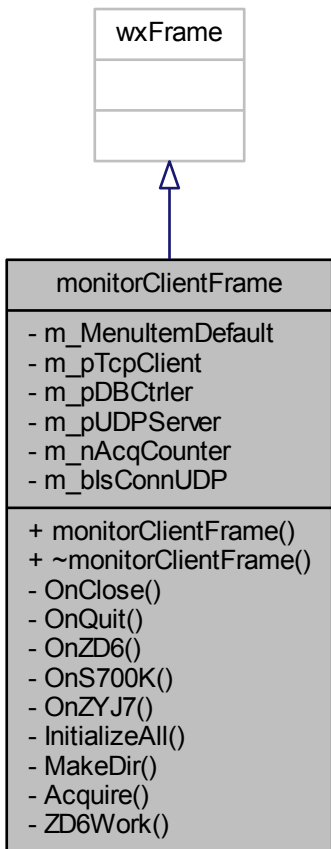 wxFrame
monitorClientFrame
- m_MenuItemDefault
- m_pTcpClient
- m_pDBCtrler
- m_pUDPServer
- m_nAcqCounter
- m_bIsConnUDP
+ monitorClientFrame()
+ ~monitorClientFrame()
- OnClose()
- OnQuit()
- OnZD6()
- OnS700K()
- OnZYJ7()
- InitializeAll()
- MakeDir()
- Acquire()
- ZD6Work()